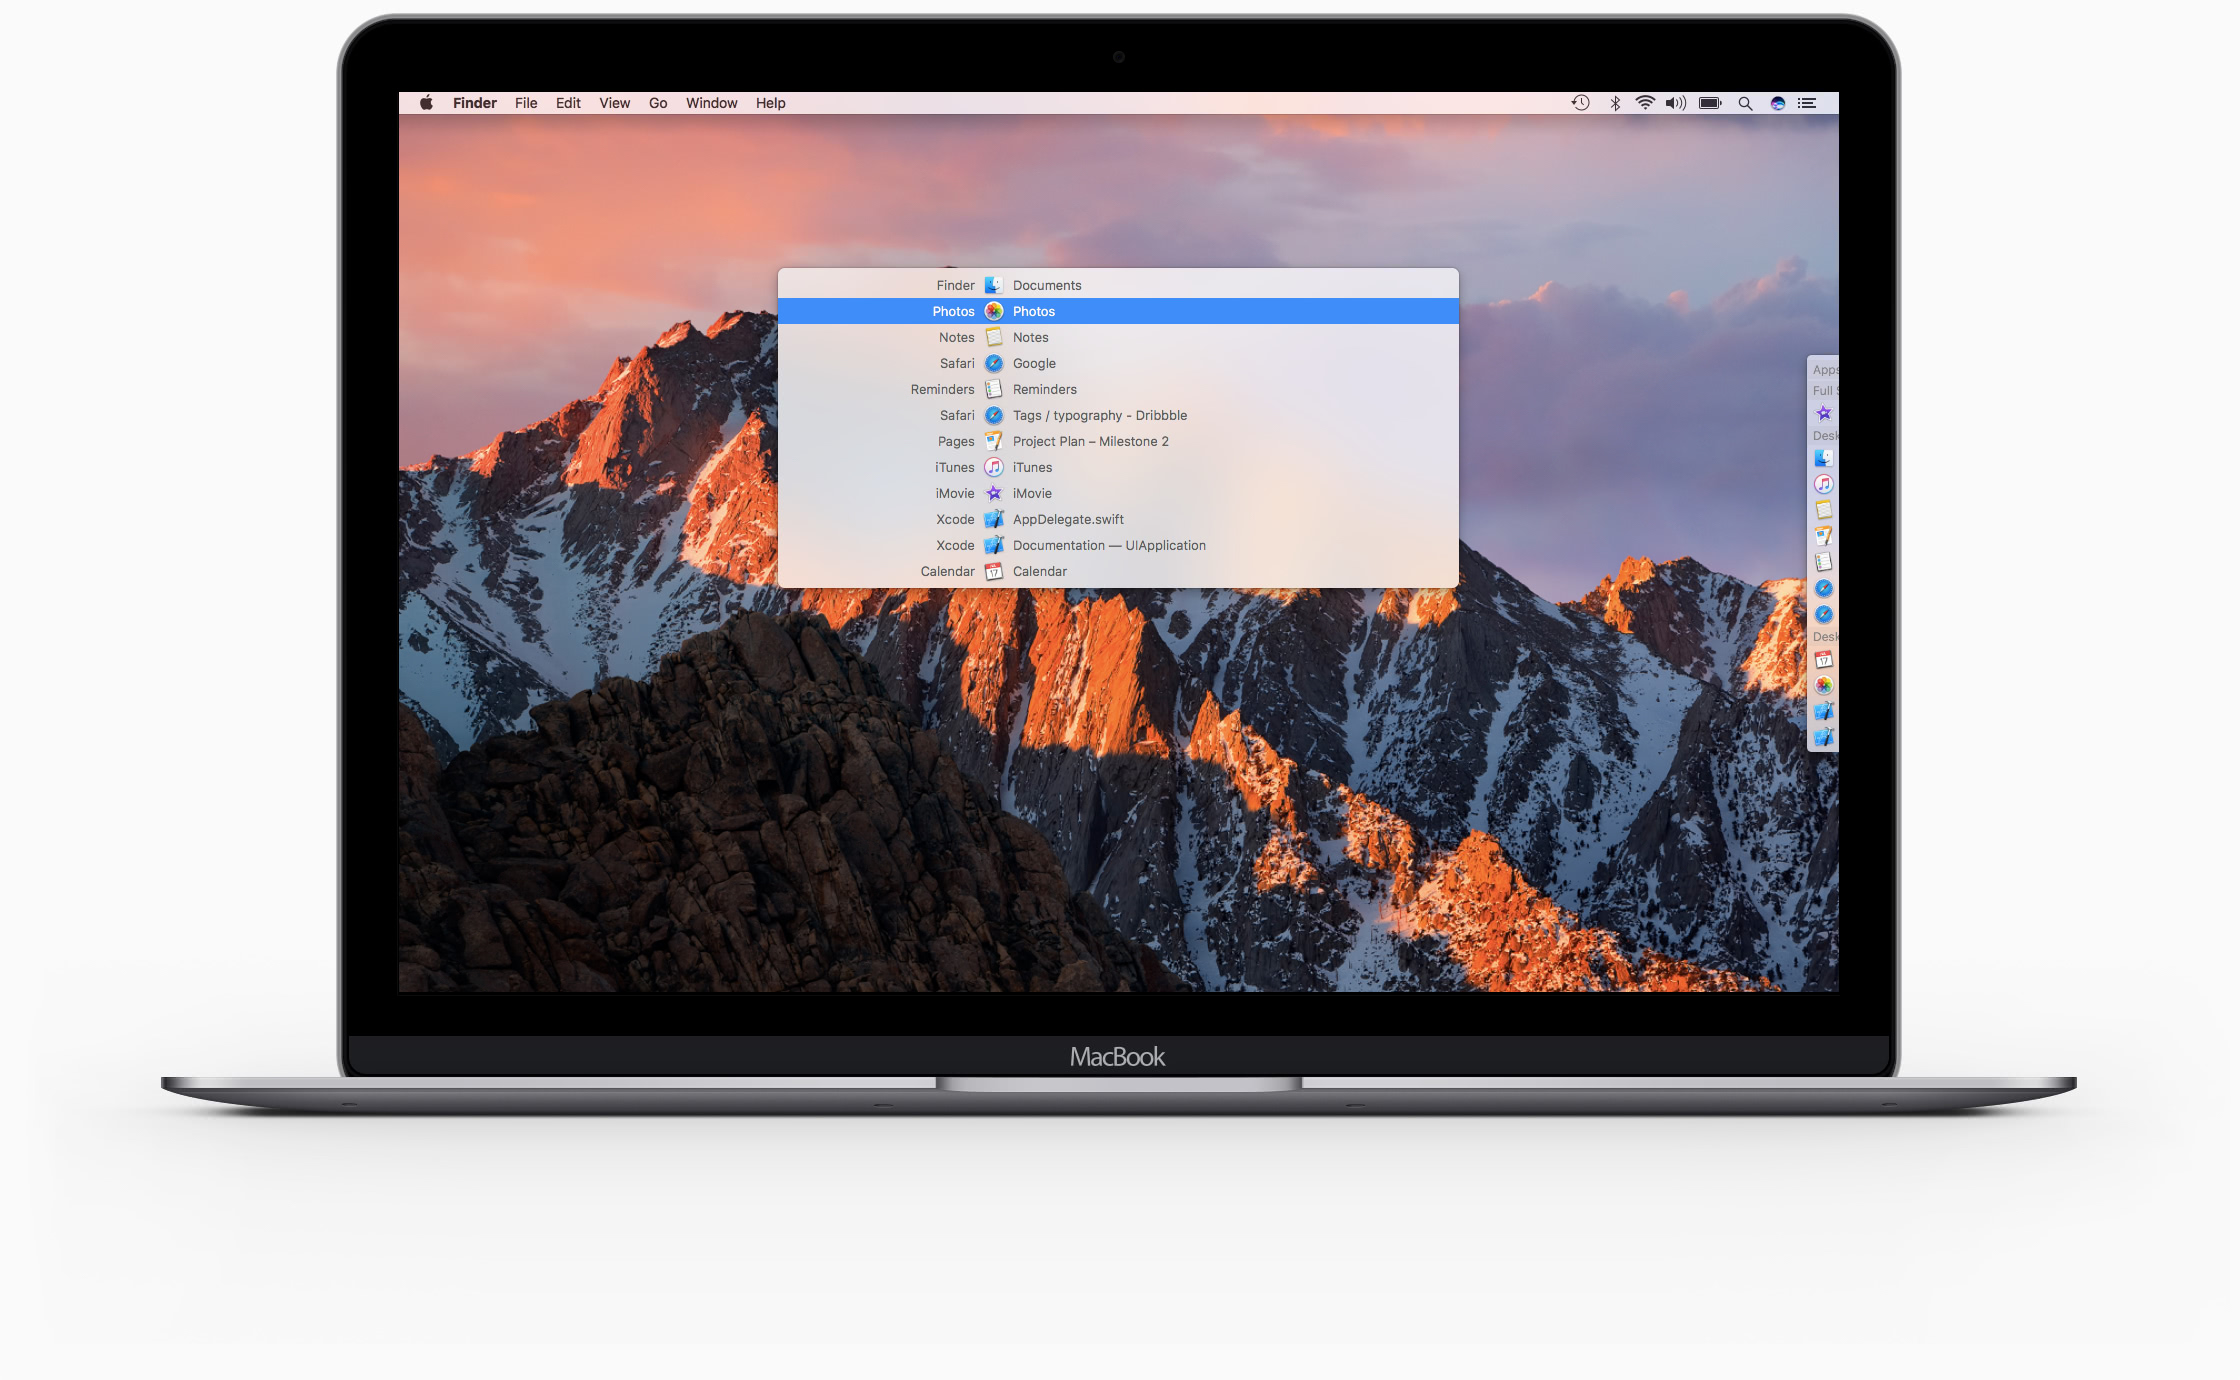 Finder File Edit View Go Window Help
Finder Documents
Photos Photos
Notes Notes
Safari Google
Reminders Reminders
Safari Tags / typography - Dribbble
Pages Project Plan – Milestone 2
iTunes iTunes
iMovie iMovie
Xcode AppDelegate.swift
Xcode Documentation — UIApplication
Calendar 17 Calendar
Apps
Full
Desk
Desk
17
MacBook